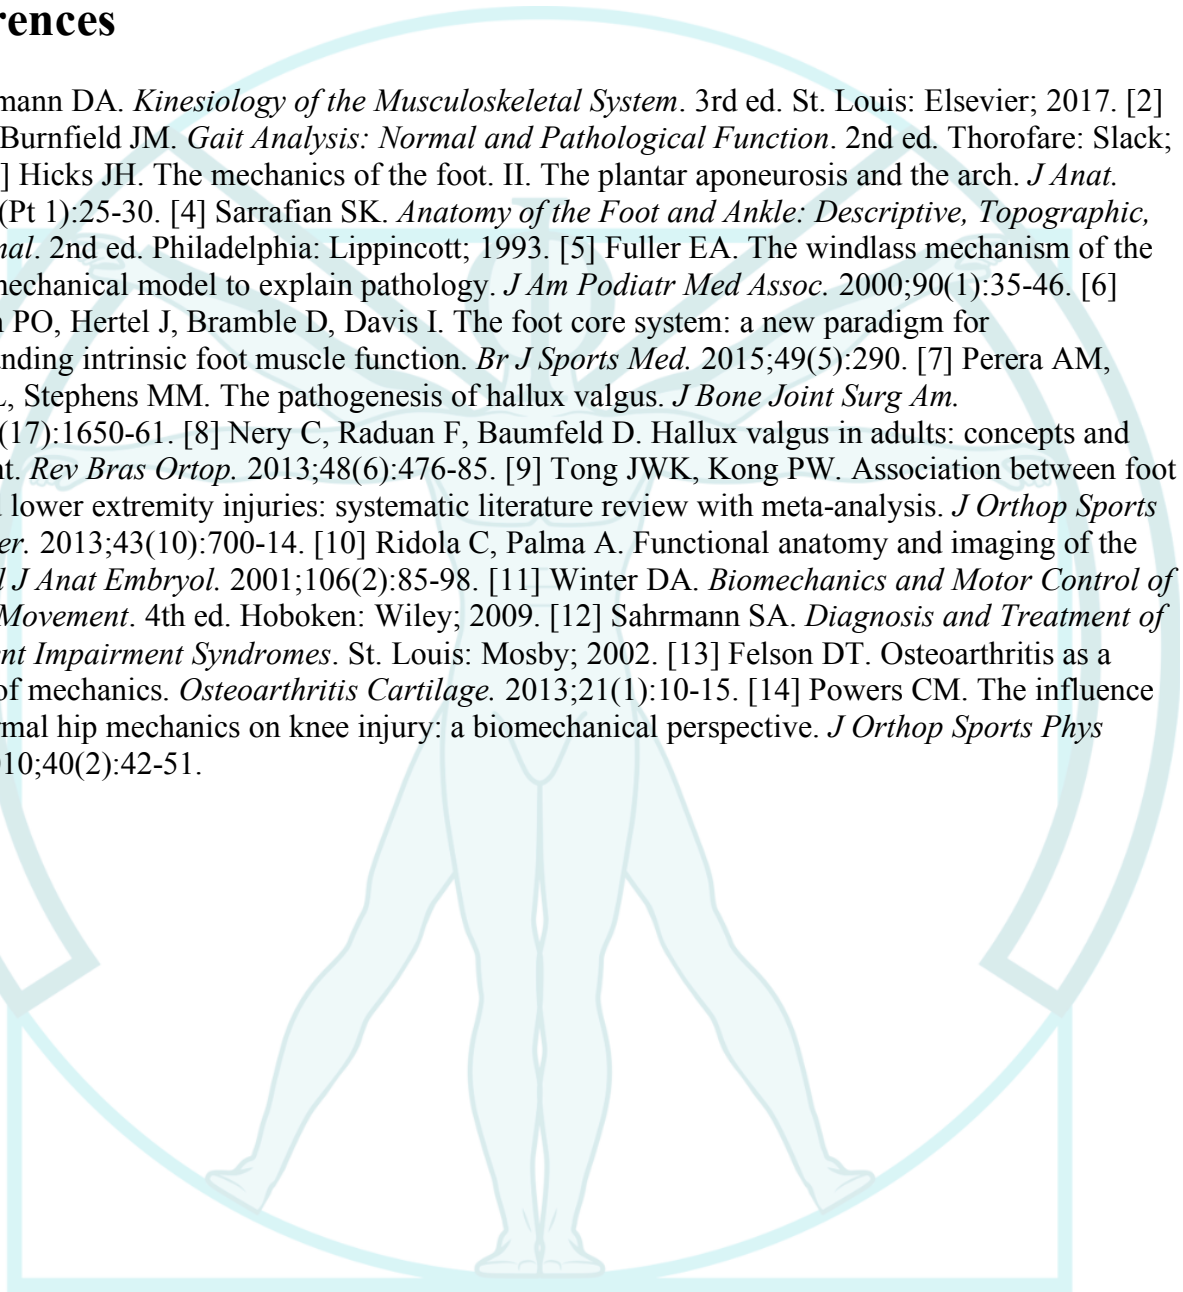 rences
mann DA. Kinesiology of the Musculoskeletal System. 3rd ed. St. Louis: Elsevier; 2017. [2]
Burnfield JM. Gait Analysis: Normal and Pathological Function. 2nd ed. Thorofare: Slack;
] Hicks JH. The mechanics of the foot. II. The plantar aponeurosis and the arch. J Anat.
(Pt 1):25-30. [4] Sarrafian SK. Anatomy of the Foot and Ankle: Descriptive, Topographic,
nal. 2nd ed. Philadelphia: Lippincott; 1993. [5] Fuller EA. The windlass mechanism of the
mechanical model to explain pathology. J Am Podiatr Med Assoc. 2000;90(1):35-46. [6]
n PO, Hertel J, Bramble D, Davis I. The foot core system: a new paradigm for
nding intrinsic foot muscle function. Br J Sports Med. 2015;49(5):290. [7] Perera AM,
L, Stephens MM. The pathogenesis of hallux valgus. J Bone Joint Surg Am.
(17):1650-61. [8] Nery C, Raduan F, Baumfeld D. Hallux valgus in adults: concepts and
nt. Rev Bras Ortop. 2013;48(6):476-85. [9] Tong JWK, Kong PW. Association between foot
l lower extremity injuries: systematic literature review with meta-analysis. J Orthop Sports
er. 2013;43(10):700-14. [10] Ridola C, Palma A. Functional anatomy and imaging of the
l J Anat Embryol. 2001;106(2):85-98. [11] Winter DA. Biomechanics and Motor Control of
Movement. 4th ed. Hoboken: Wiley; 2009. [12] Sahrmann SA. Diagnosis and Treatment of
nt Impairment Syndromes. St. Louis: Mosby; 2002. [13] Felson DT. Osteoarthritis as a
of mechanics. Osteoarthritis Cartilage. 2013;21(1):10-15. [14] Powers CM. The influence
rmal hip mechanics on knee injury: a biomechanical perspective. J Orthop Sports Phys
10;40(2):42-51.